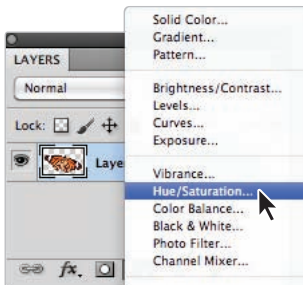 LAYERS
Normal
Lock:
Laye
fx.
Solid Color...
Gradient...
Pattern...
Brightness/Contrast...
Levels...
Curves...
Exposure...
Vibrance...
Hue/Saturation...
Color Balance...
Black & White...
Photo Filter...
Channel Mixer...